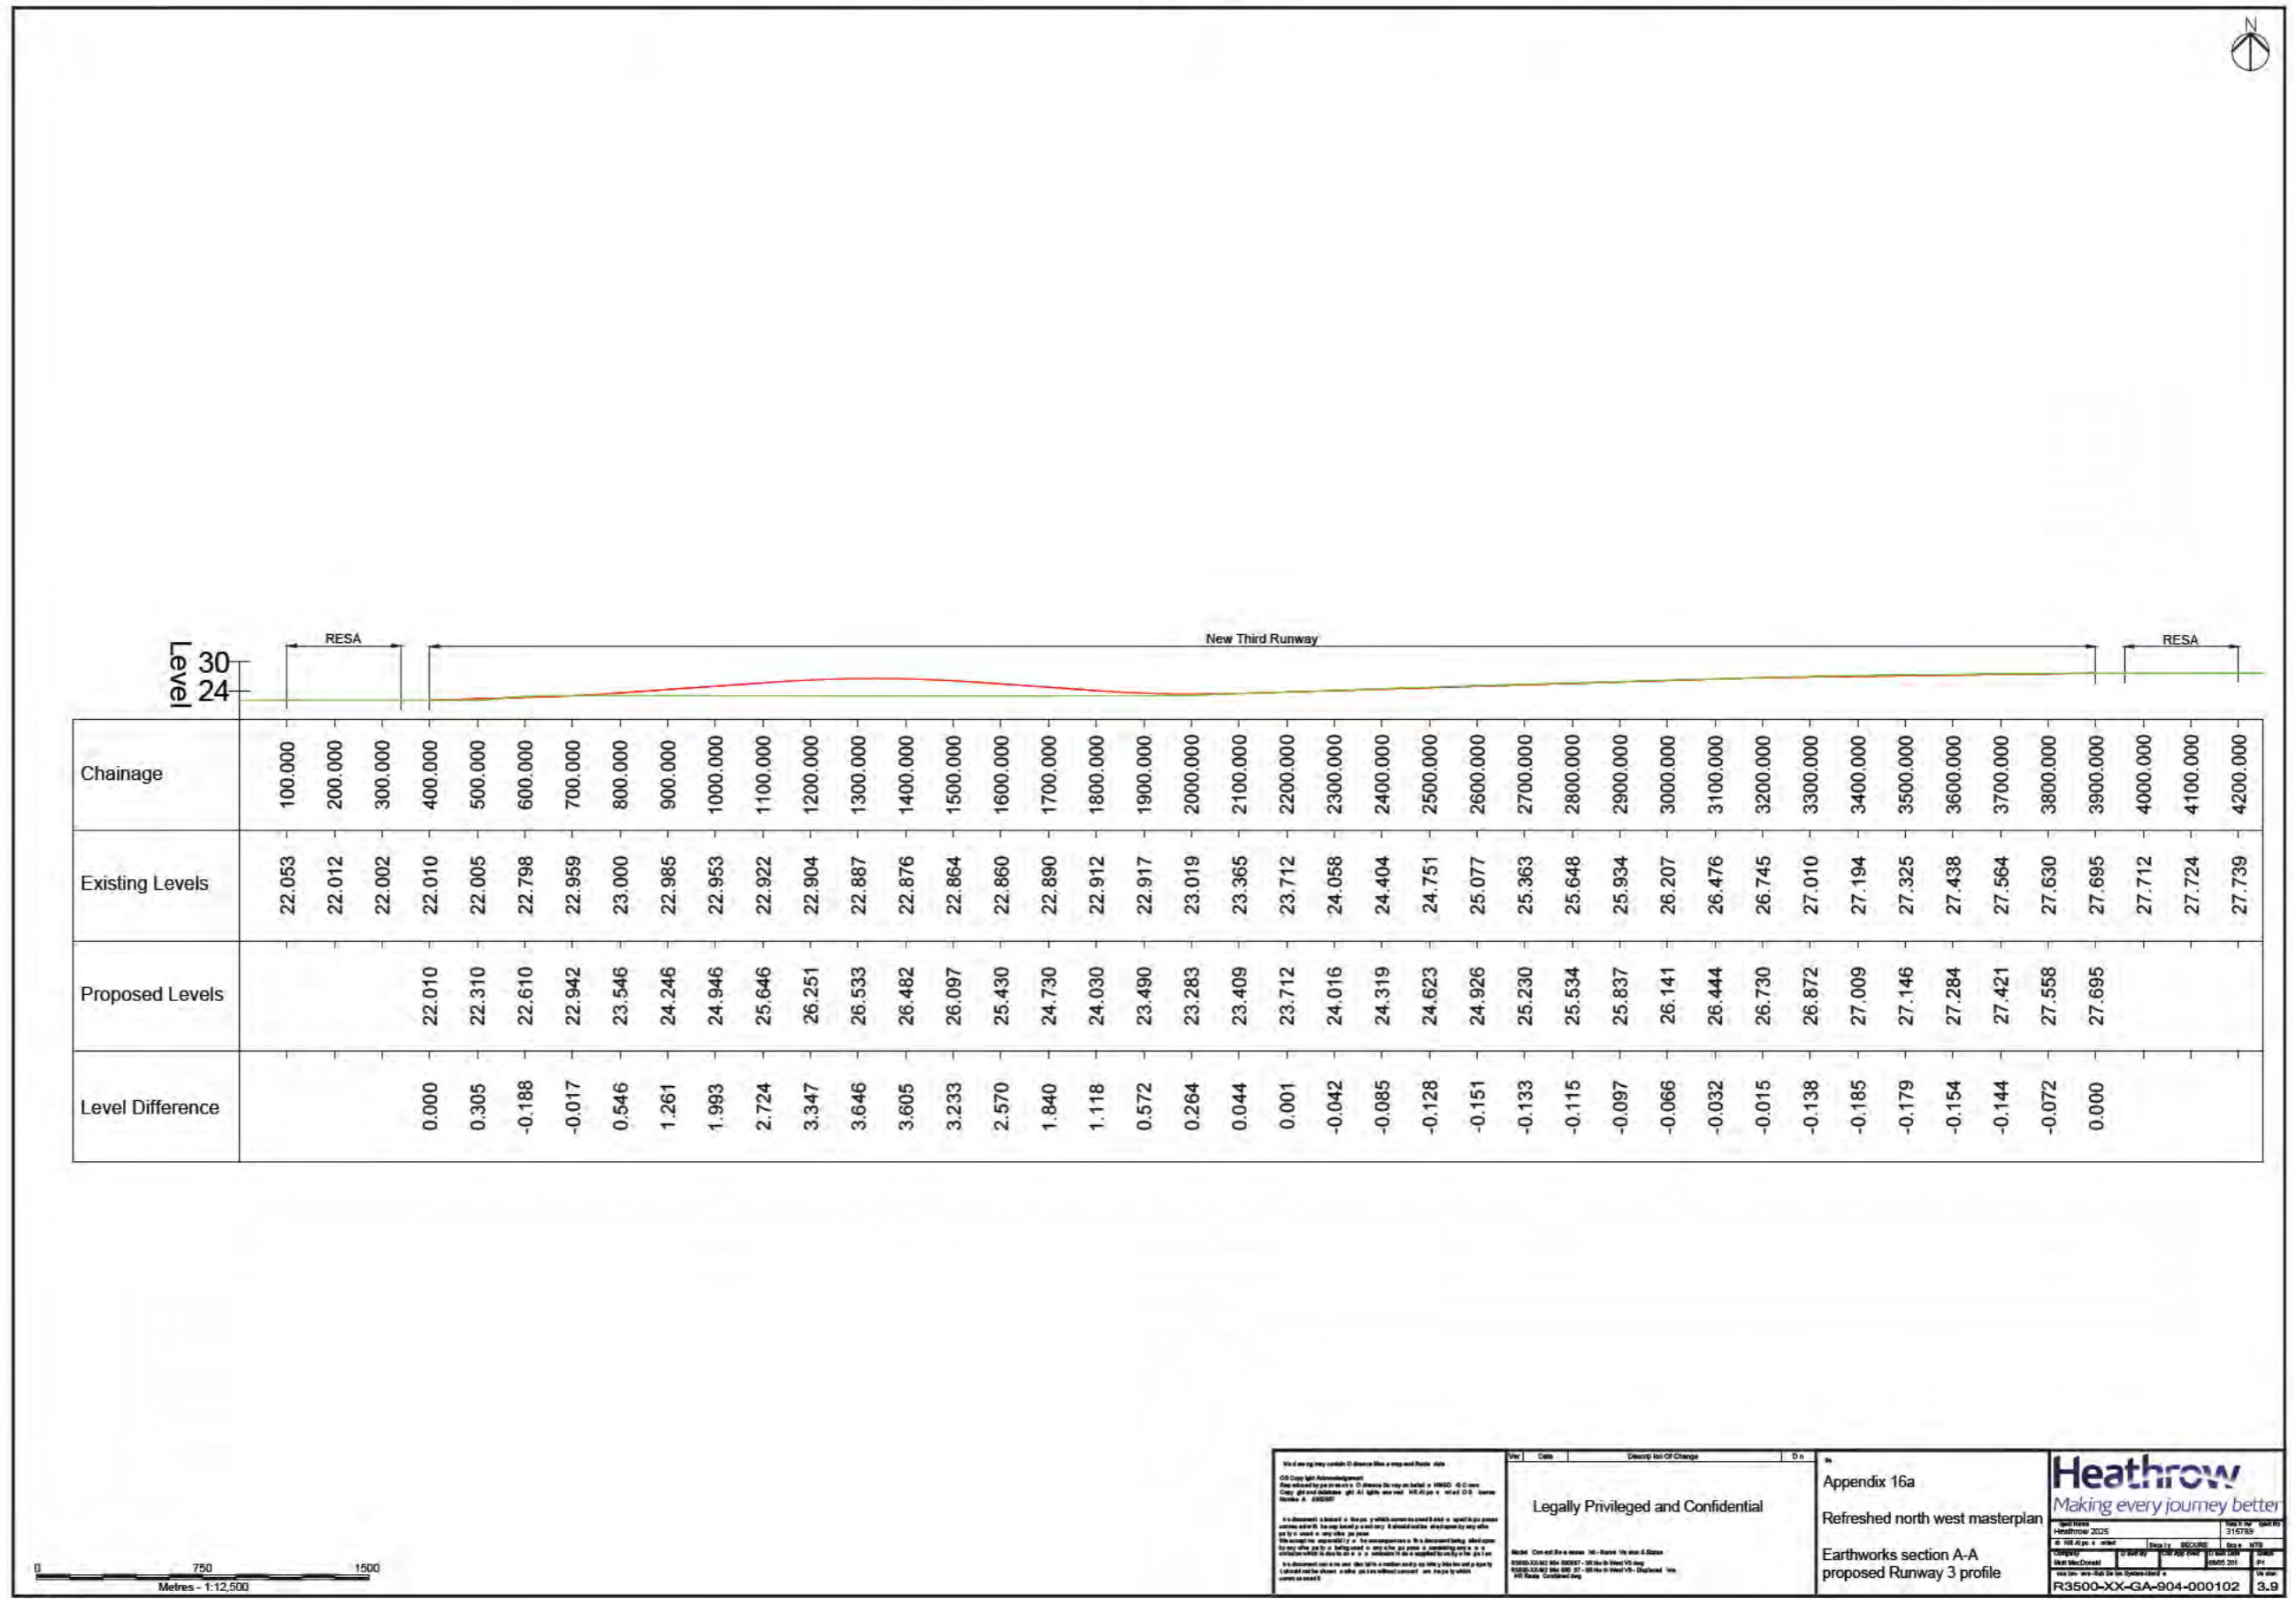 N
RESA
New Third Runway
RESA
Level
30
24
Chainage 1000.000 2000.000 3000.000 400.000 5000.000 600.000 700.000 800.000 900.000 1000.000 1100.000 12000.000 1300.000 1400.000 1500.000 1600.000 1700.000 1800.000 1900.000 2000.000 2100.000 22000.000 2300.000 2400.000 2500.000 2600.000 2700.000 2800.000 2900.000 3000.000 3100.000 3200.000 3300.000 3400.000 3500.000 3600.000 3700.000 3800.000 3900.000 4000.000 4100.000 4200.000
Existing Levels 22.053 22.012 22.002 22.010 22.005 22.798 22.959 23.000 22.985 22.953 22.922 22.904 22.887 22.876 22.864 22.860 22.890 22.912 22.917 23.019 23.365 23.712 24.058 24.404 24.751 25.077 25.363 25.648 25.934 26.207 26.476 26.745 27.010 27.194 27.325 27.438 27.564 27.630 27.695 27.712 27.724 27.739
Proposed Levels 22.010 22.310 22.610 22.942 23.546 24.246 24.946 25.646 26.251 26.533 26.482 26.097 25.430 24.730 24.030 23.490 23.283 23.409 23.712 24.016 24.319 24.623 24.926 25.230 25.534 25.837 26.141 26.444 26.730 26.872 27.009 27.146 27.284 27.421 27.558 27.695
Level Difference 0.000 0.305 -0.188 -0.017 0.546 1.261 1.993 2.724 3.347 3.646 3.605 3.233 2.570 1.840 1.118 0.572 0.264 0.044 0.001 -0.042 -0.085 -0.128 -0.151 -0.133 -0.115 -0.097 -0.066 -0.032 -0.015 -0.138 -0.185 -0.179 -0.154 -0.144 -0.072 0.000
0 750 1500
Metres - 1:12,500
Ver Date Of Change
Legally Privileged and Confidential
Appendix 16a
Refreshed north west masterplan
Earthworks section A-A
proposed Runway 3 profile
Heathrow
Making every journey better
Heathrow 2025
Mott MacDonald
P1
R3500-XX-GA-904-000102 3.9